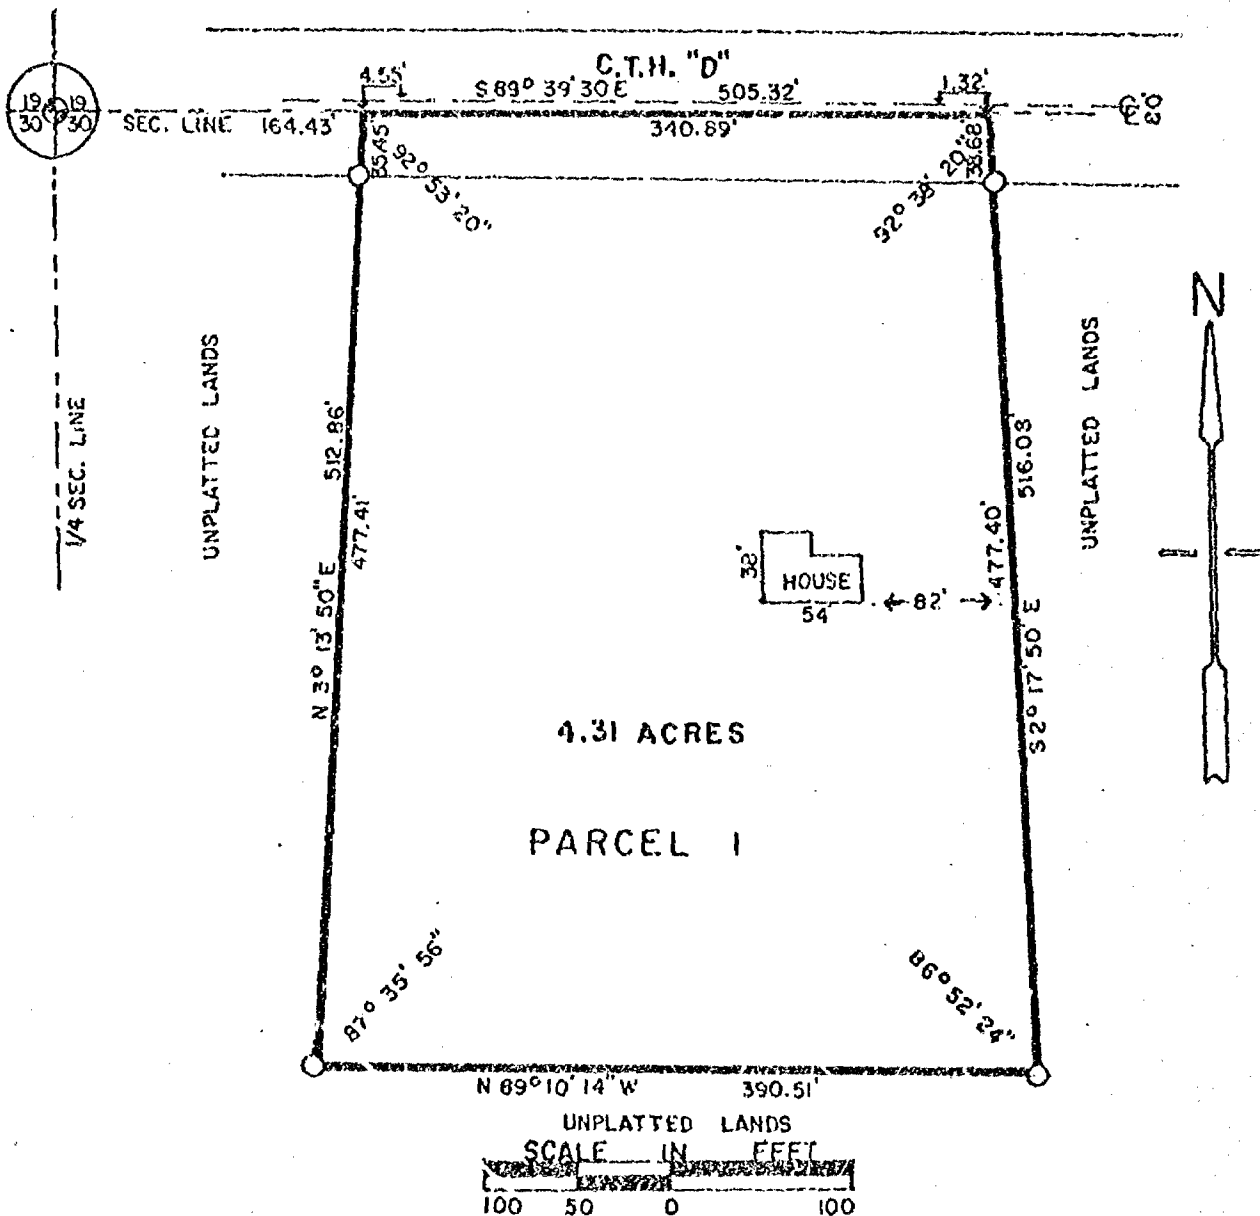 C.T.H. "D"
4.55'
S 89° 39' 30 E 505.32'
1.32'
19 19
30 30
SEC. LINE 164.43'
340.89'
35.45'
38.68'
92° 53' 20"
92° 38' 20"
N
1/4 SEC. LINE
UNPLATTED LANDS
N 3° 13' 50" E 512.86'
477.41'
38'
HOUSE
54'
82'
477.40'
S 2° 17' 50" E 516.03'
UNPLATTED LANDS
4.31 ACRES
PARCEL 1
87° 35' 56"
86° 52' 24"
N 89° 10' 14" W 390.51'
UNPLATTED LANDS
SCALE IN FEET
100 50 0 100